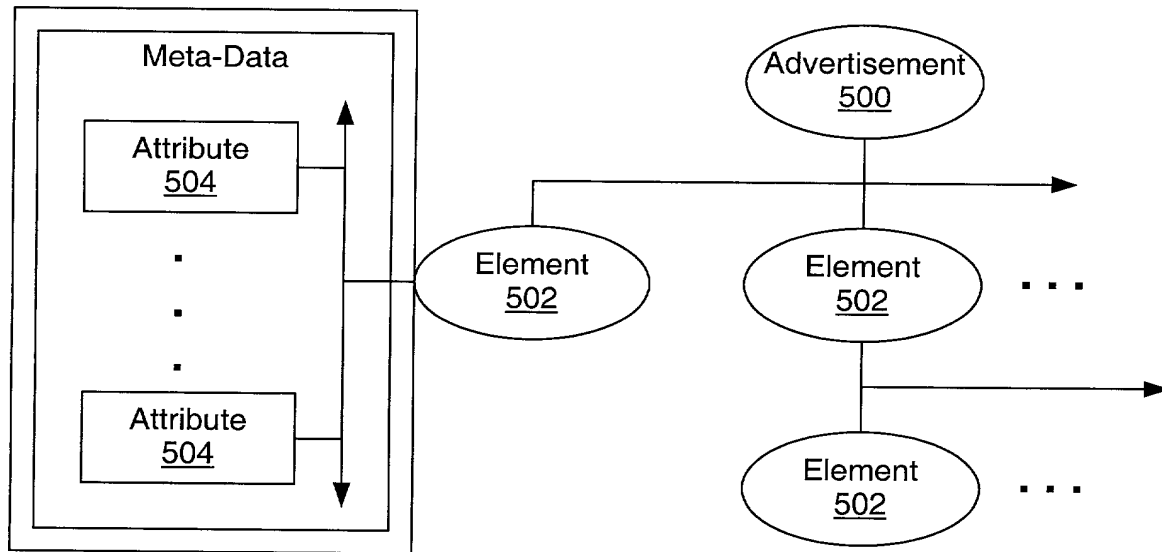 Meta-Data
Attribute
504
Attribute
504
Advertisement
500
Element
502
Element
502
Element
502